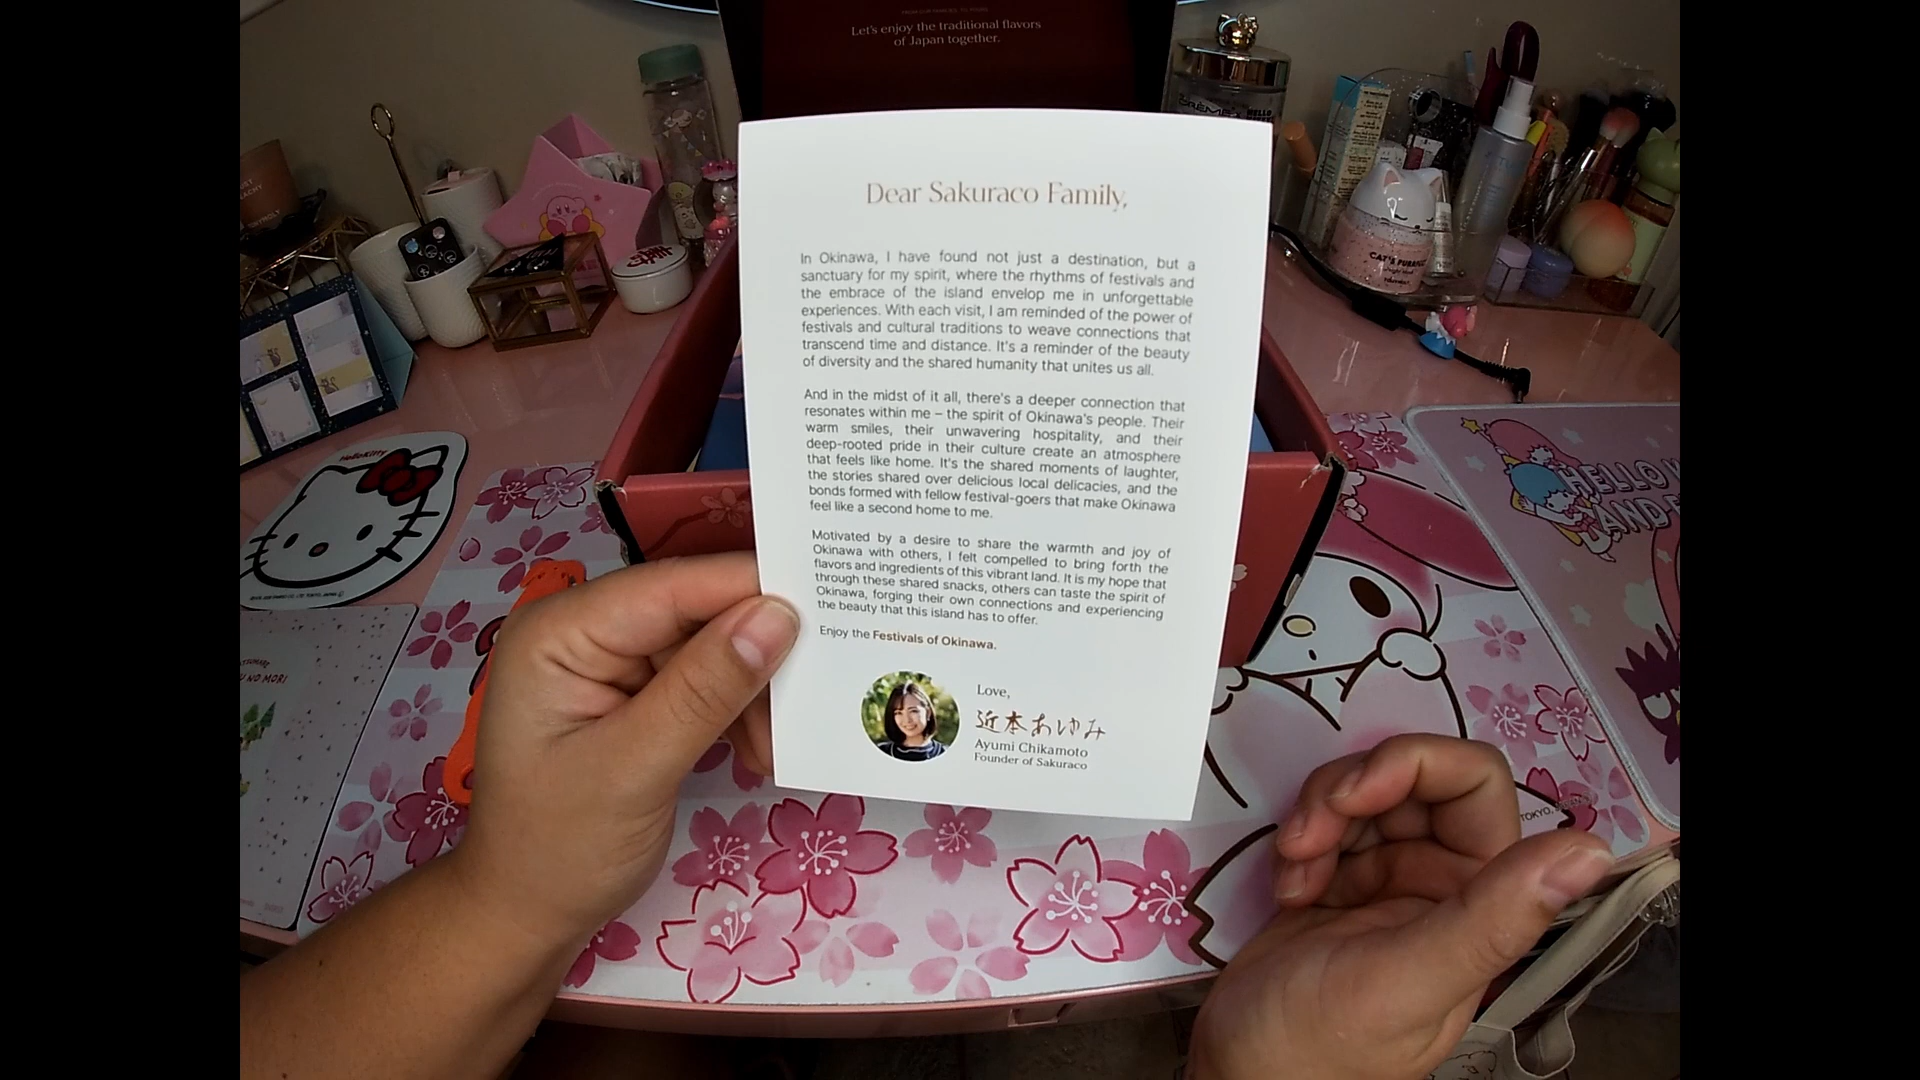 Let's enjoy the traditional flavors
of Japan together.
Dear Sakuraco Family,
In Okinawa, I have found not just a destination, but a
sanctuary for my spirit, where the rhythms of festivals and
the embrace of the island envelop me in unforgettable
experiences. With each visit, I am reminded of the power of
festivals and cultural traditions to weave connections that
transcend time and distance. It's a reminder of the beauty
of diversity and the shared humanity that unites us all.
And in the midst of it all, there's a deeper connection that
resonates within me – the spirit of Okinawa's people. Their
warm smiles, their unwavering hospitality, and their
deep-rooted pride in their culture create an atmosphere
that feels like home. It's the shared moments of laughter,
the stories shared over delicious local delicacies, and the
bonds formed with fellow festival-goers that make Okinawa
feel like a second home to me.
Motivated by a desire to share the warmth and joy of
Okinawa with others, I felt compelled to bring forth the
flavors and ingredients of this vibrant land. It is my hope that
through these shared snacks, others can taste the spirit of
Okinawa, forging their own connections and experiencing
the beauty that this island has to offer.
Enjoy the Festivals of Okinawa.
Love,
近本あゆみ
Ayumi Chikamoto
Founder of Sakuraco
HelloKitty
CAT'S PURRFECT
NO MORI
HELLO
AND
TOKYO,